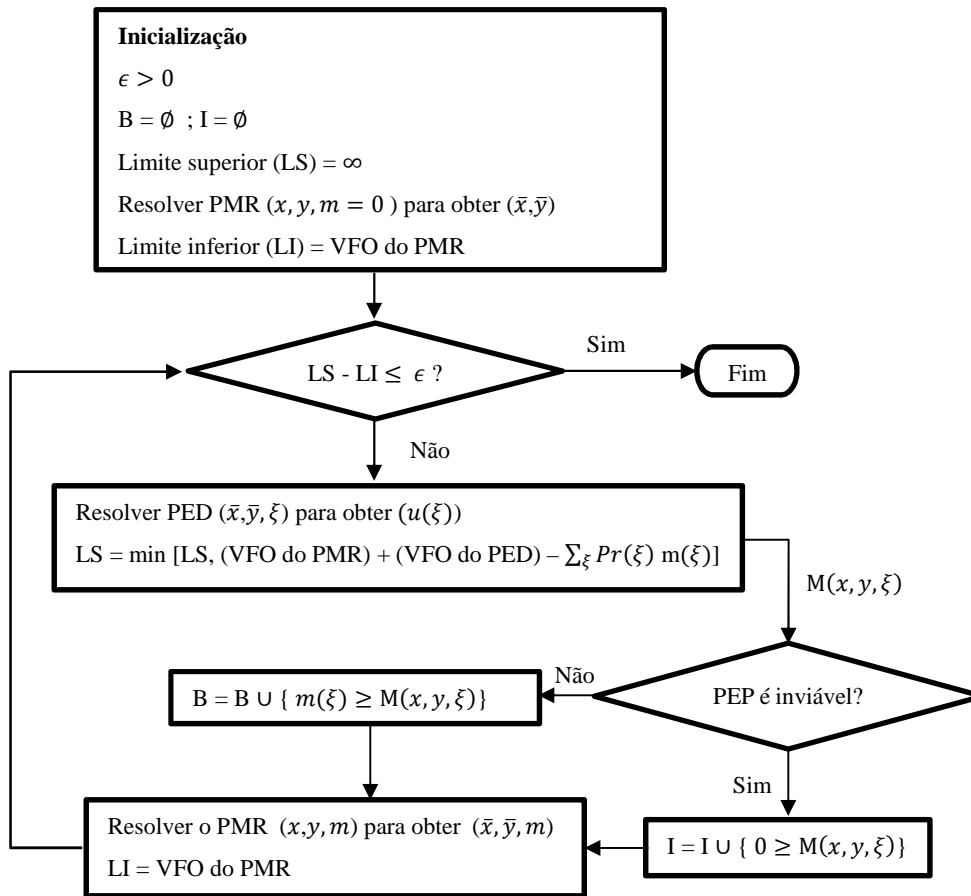 Inicialização
𝜖 > 0
B = ∅ ; I = ∅
Limite superior (LS) = ∞
Resolver PMR (𝑥, 𝑦, 𝑚 = 0 ) para obter (𝑥̅,𝑦̅)
Limite inferior (LI) = VFO do PMR
LS - LI ≤ 𝜖 ?
Sim
Fim
Não
Resolver PED (𝑥̅,𝑦̅, 𝜉) para obter (𝑢(𝜉))
LS = min [LS, (VFO do PMR) + (VFO do PED) − ∑𝜉 𝑃𝑟(𝜉) m(𝜉)]
M(𝑥, 𝑦, 𝜉)
PEP é inviável?
Não
B = B ∪ { 𝑚(𝜉) ≥ M(𝑥, 𝑦, 𝜉)}
Sim
I = I ∪ { 0 ≥ M(𝑥, 𝑦, 𝜉)}
Resolver o PMR (𝑥,𝑦, 𝑚) para obter (𝑥̅, 𝑦̅, 𝑚)
LI = VFO do PMR